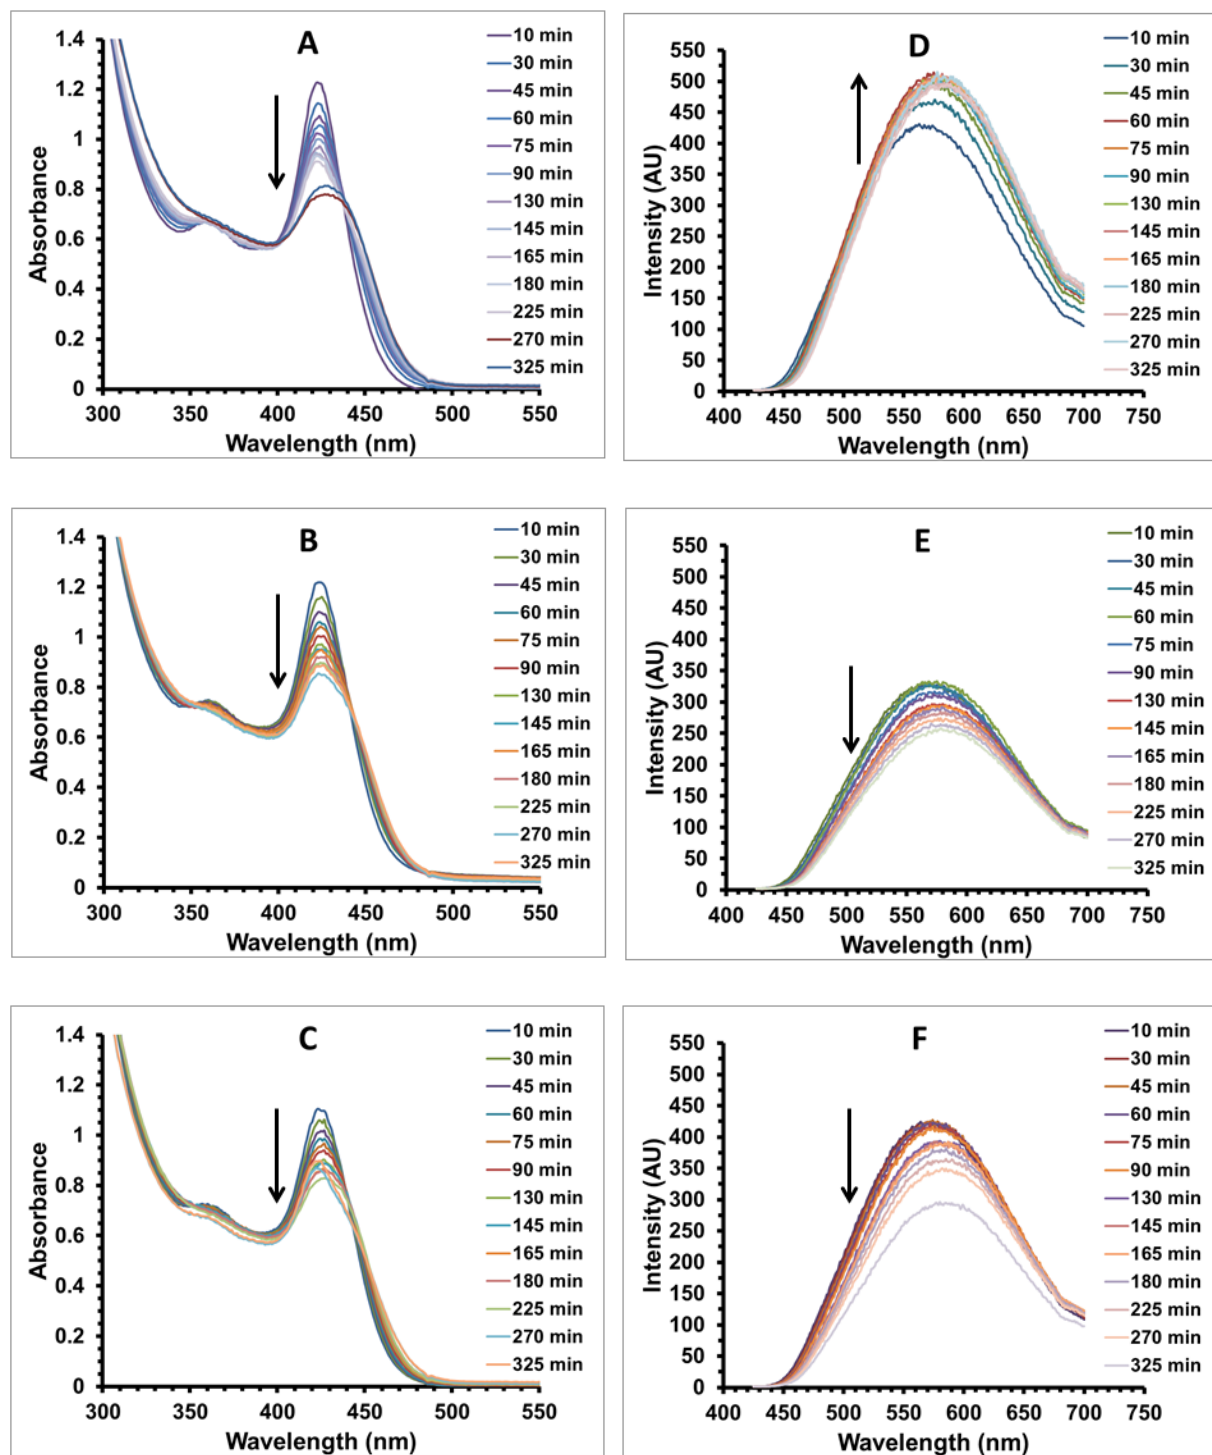 A
Absorbance
1.4
1.2
1
0.8
0.6
0.4
0.2
0
300 350 400 450 500 550
Wavelength (nm)
10 min
30 min
45 min
60 min
75 min
90 min
130 min
145 min
165 min
180 min
225 min
270 min
325 min
D
Intensity (AU)
550
500
450
400
350
300
250
200
150
100
50
0
400 450 500 550 600 650 700 750
Wavelength (nm)
10 min
30 min
45 min
60 min
75 min
90 min
130 min
145 min
165 min
180 min
225 min
270 min
325 min
B
Absorbance
1.4
1.2
1
0.8
0.6
0.4
0.2
0
300 350 400 450 500 550
Wavelength (nm)
10 min
30 min
45 min
60 min
75 min
90 min
130 min
145 min
165 min
180 min
225 min
270 min
325 min
E
Intensity (AU)
550
500
450
400
350
300
250
200
150
100
50
0
400 450 500 550 600 650 700 750
Wavelength (nm)
10 min
30 min
45 min
60 min
75 min
90 min
130 min
145 min
165 min
180 min
225 min
270 min
325 min
C
Absorbance
1.4
1.2
1
0.8
0.6
0.4
0.2
0
300 350 400 450 500 550
Wavelength (nm)
10 min
30 min
45 min
60 min
75 min
90 min
130 min
145 min
165 min
180 min
225 min
270 min
325 min
F
Intensity (AU)
550
500
450
400
350
300
250
200
150
100
50
0
400 450 500 550 600 650 700 750
Wavelength (nm)
10 min
30 min
45 min
60 min
75 min
90 min
130 min
145 min
165 min
180 min
225 min
270 min
325 min